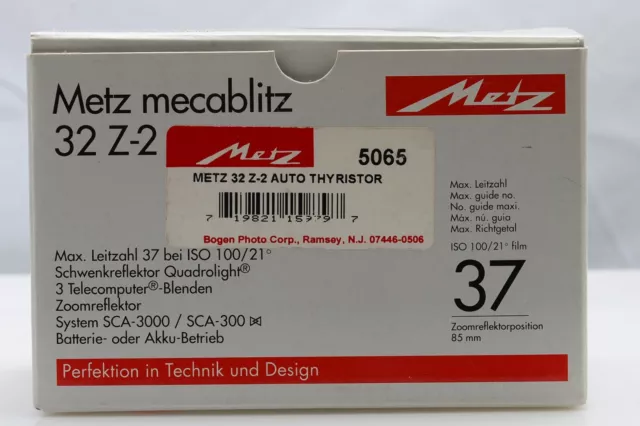 Metz mecablitz
32 Z-2
Metz
Metz
5065
METZ 32 Z-2 AUTO THYRISTOR
7 19821 15979 7
Bogen Photo Corp., Ramsey, N.J. 07446-0506
Max. Leitzahl 37 bei ISO 100/21°
Schwenkreflektor Quadrolight®
3 Telecomputer®-Blenden
Zoomreflektor
System SCA-3000 / SCA-300
Batterie- oder Akku-Betrieb
Max. Leitzahl
Max. guide no.
No. guide maxi.
Máx. nú. guia
Max. Richtgetal
ISO 100/21° film
37
Zoomreflektorposition
85 mm
Perfektion in Technik und Design